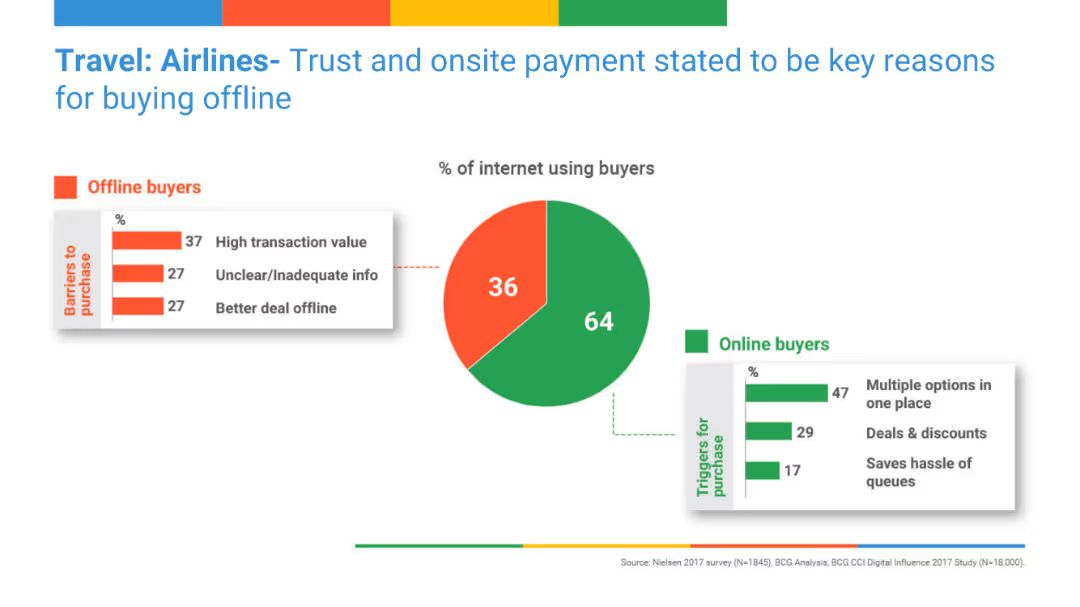 Travel: Airlines- Trust and onsite payment stated to be key reasons
for buying offline
% of internet using buyers
Offline buyers
%
Barriers to
purchase
37 High transaction value
27 Unclear/Inadequate info
27 Better deal offline
36
64
Online buyers
%
Triggers for
purchase
47 Multiple options in
one place
29 Deals & discounts
17 Saves hassle of
queues
Source: Nielsen 2017 survey (N=1845), BCG Analysis, BCG CCI Digital Influence 2017 Study (N=18,000).